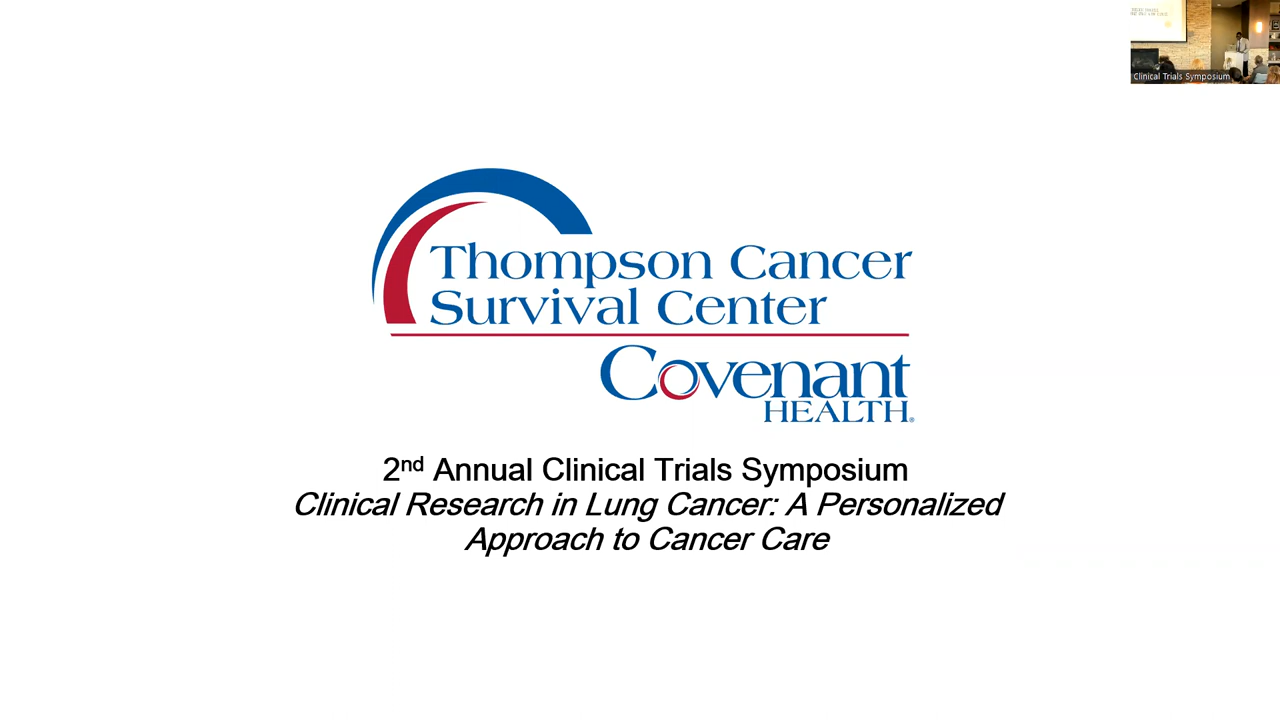 Clinical Trials Symposium
Thompson Cancer
Survival Center
Covenant
HEALTH®
2nd Annual Clinical Trials Symposium
Clinical Research in Lung Cancer: A Personalized
Approach to Cancer Care